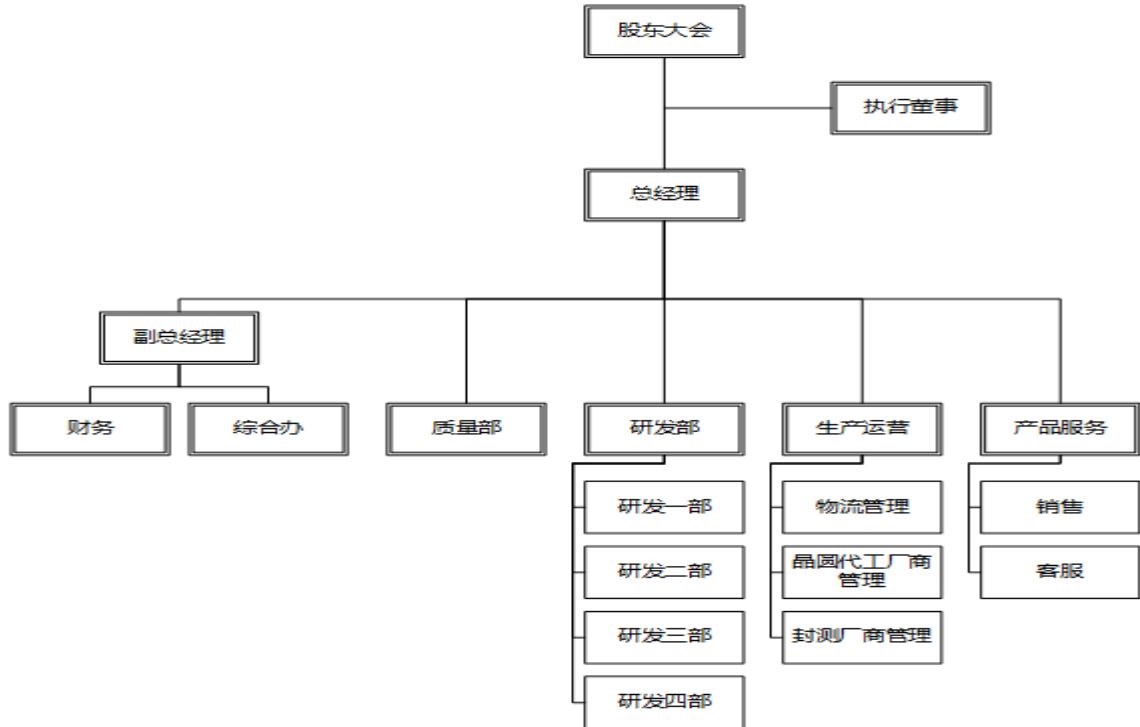 股东大会
执行董事
总经理
副总经理
财务
综合办
质量部
研发部
生产运营
产品服务
研发一部
物流管理
销售
研发二部
晶圆代工厂商
管理
客服
研发三部
封测厂商管理
研发四部